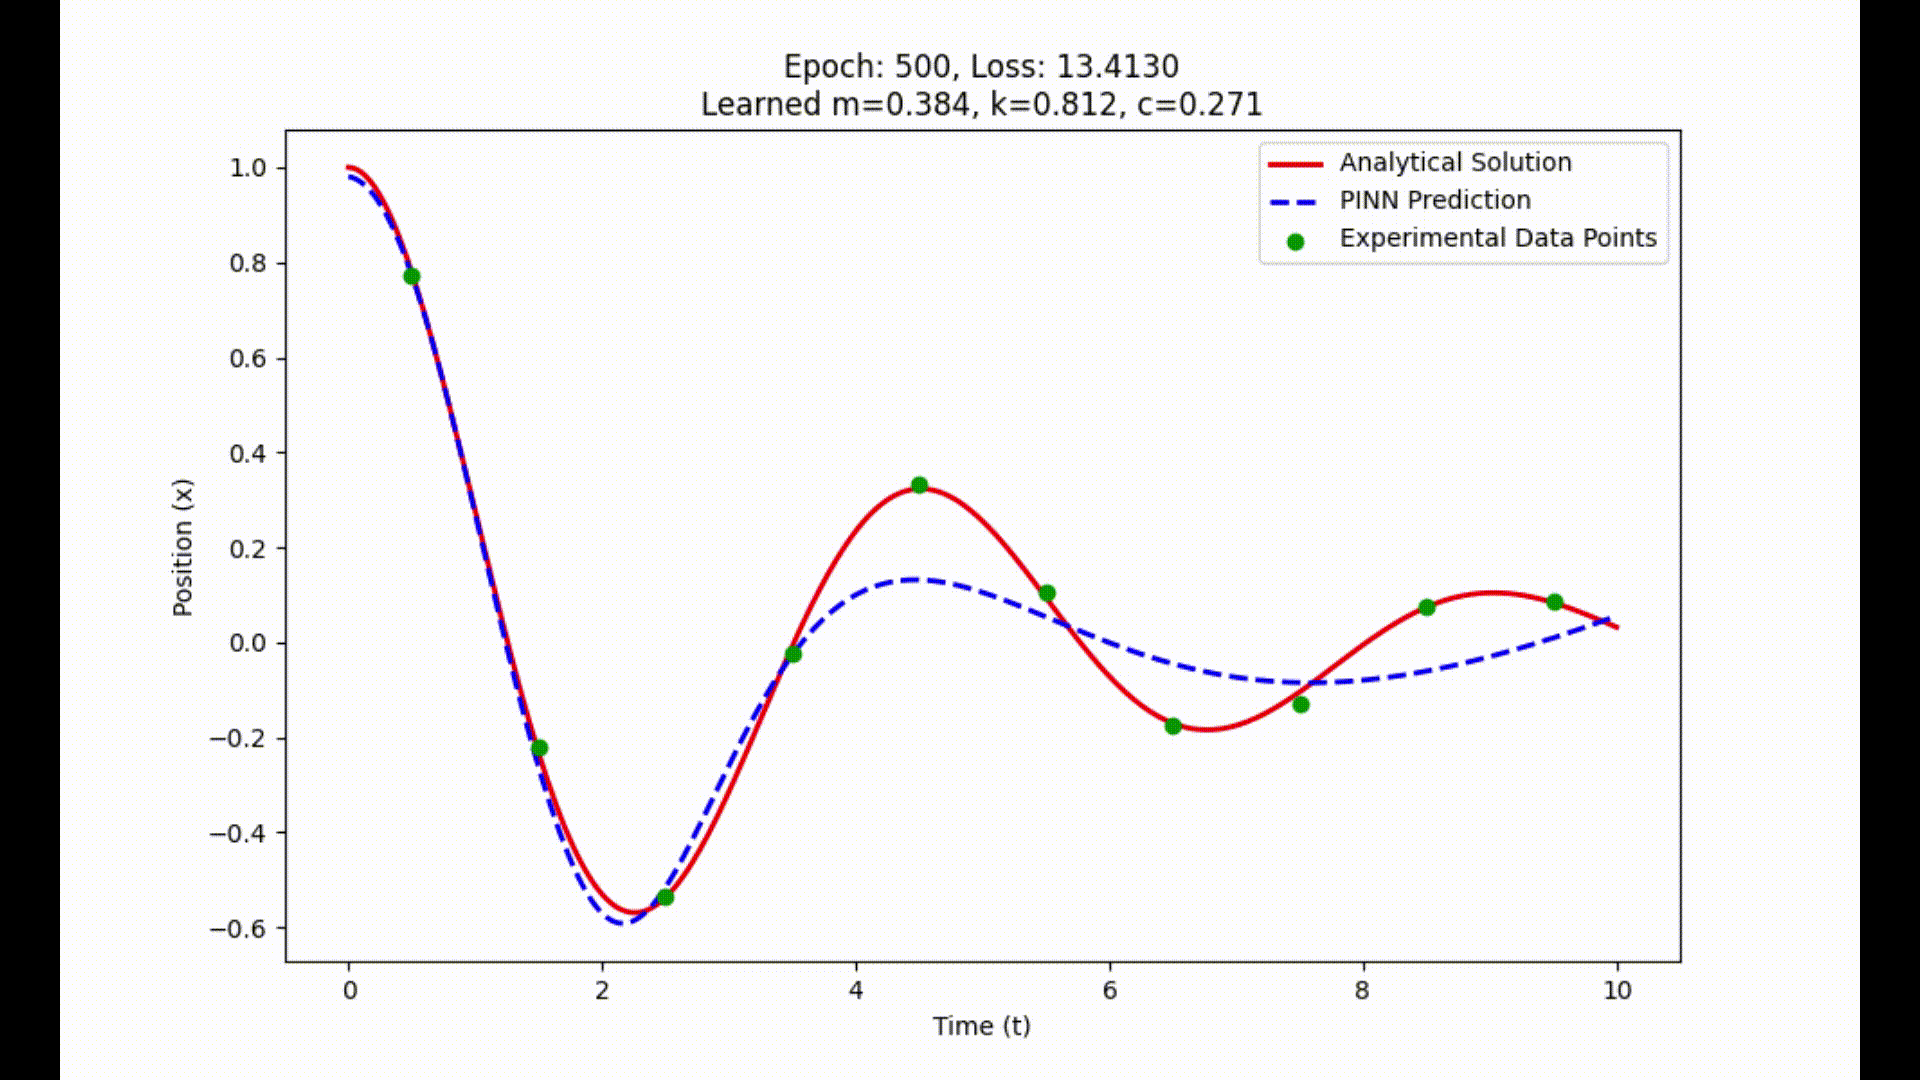 Epoch: 500, Loss: 13.4130
Learned m=0.384, k=0.812, c=0.271
Analytical Solution
PINN Prediction
Experimental Data Points
1.0
0.8
0.6
0.4
0.2
0.0
−0.2
−0.4
−0.6
Position (x)
0 2 4 6 8 10
Time (t)